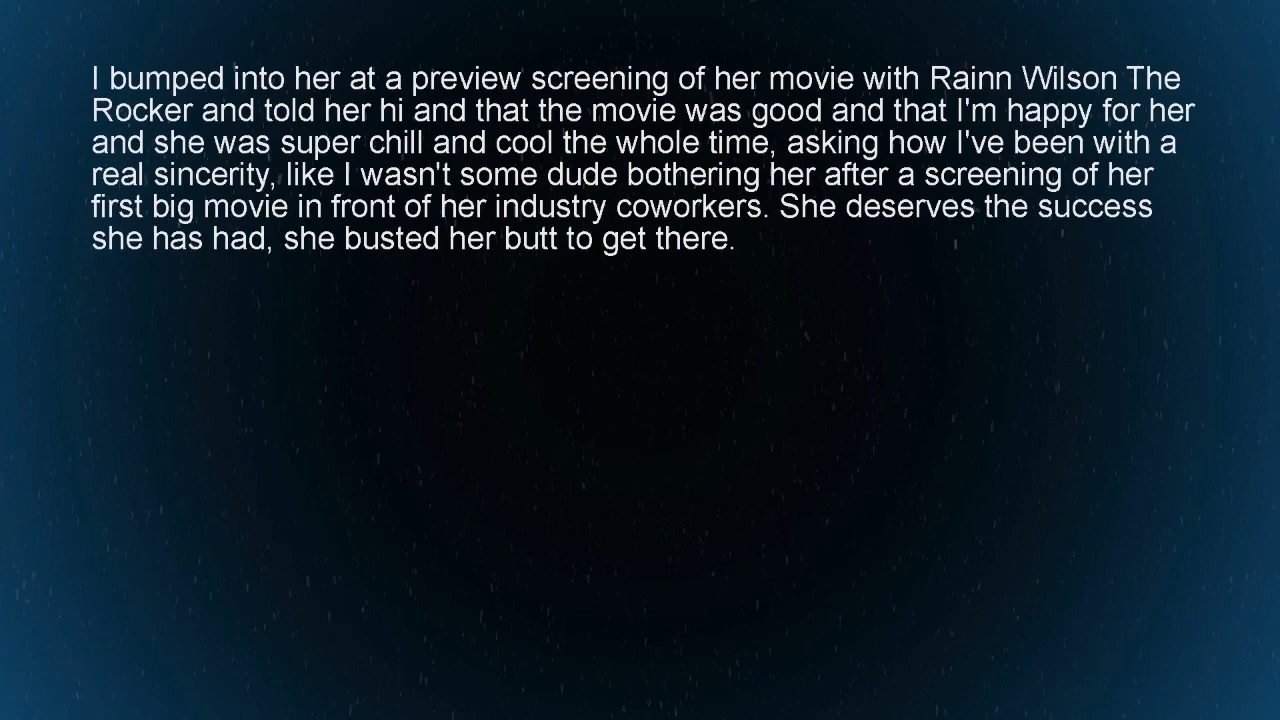 I bumped into her at a preview screening of her movie with Rainn Wilson The
Rocker and told her hi and that the movie was good and that I'm happy for her
and she was super chill and cool the whole time, asking how I've been with a
real sincerity, like I wasn't some dude bothering her after a screening of her
first big movie in front of her industry coworkers. She deserves the success
she has had, she busted her butt to get there.